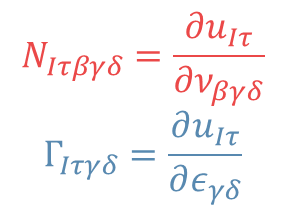 N_{Iτβγδ} = ∂u_{Iτ} / ∂ν_{βγδ}
Γ_{Iτγδ} = ∂u_{Iτ} / ∂ϵ_{γδ}